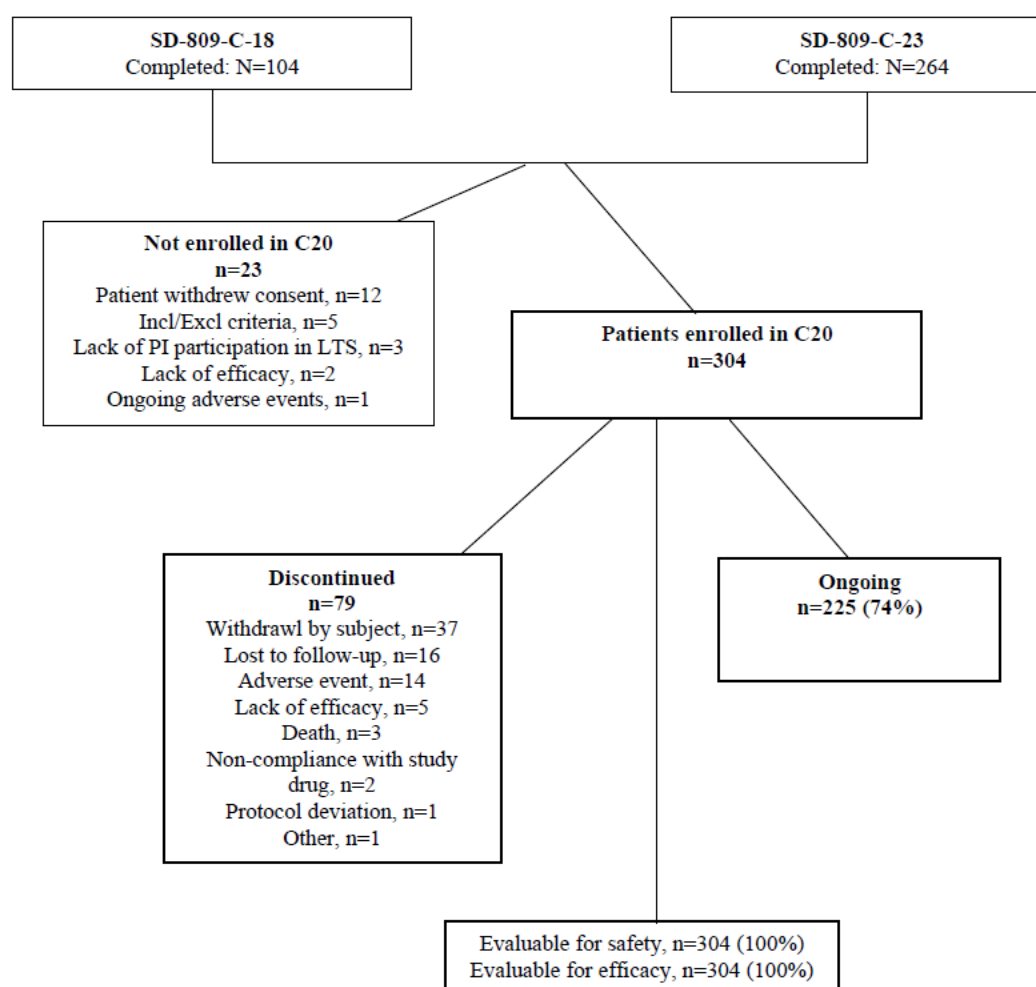 SD-809-C-18
Completed: N=104
SD-809-C-23
Completed: N=264
Not enrolled in C20
n=23
Patient withdrew consent, n=12
Incl/Excl criteria, n=5
Lack of PI participation in LTS, n=3
Lack of efficacy, n=2
Ongoing adverse events, n=1
Patients enrolled in C20
n=304
Discontinued
n=79
Withdrawl by subject, n=37
Lost to follow-up, n=16
Adverse event, n=14
Lack of efficacy, n=5
Death, n=3
Non-compliance with study
drug, n=2
Protocol deviation, n=1
Other, n=1
Ongoing
n=225 (74%)
Evaluable for safety, n=304 (100%)
Evaluable for efficacy, n=304 (100%)